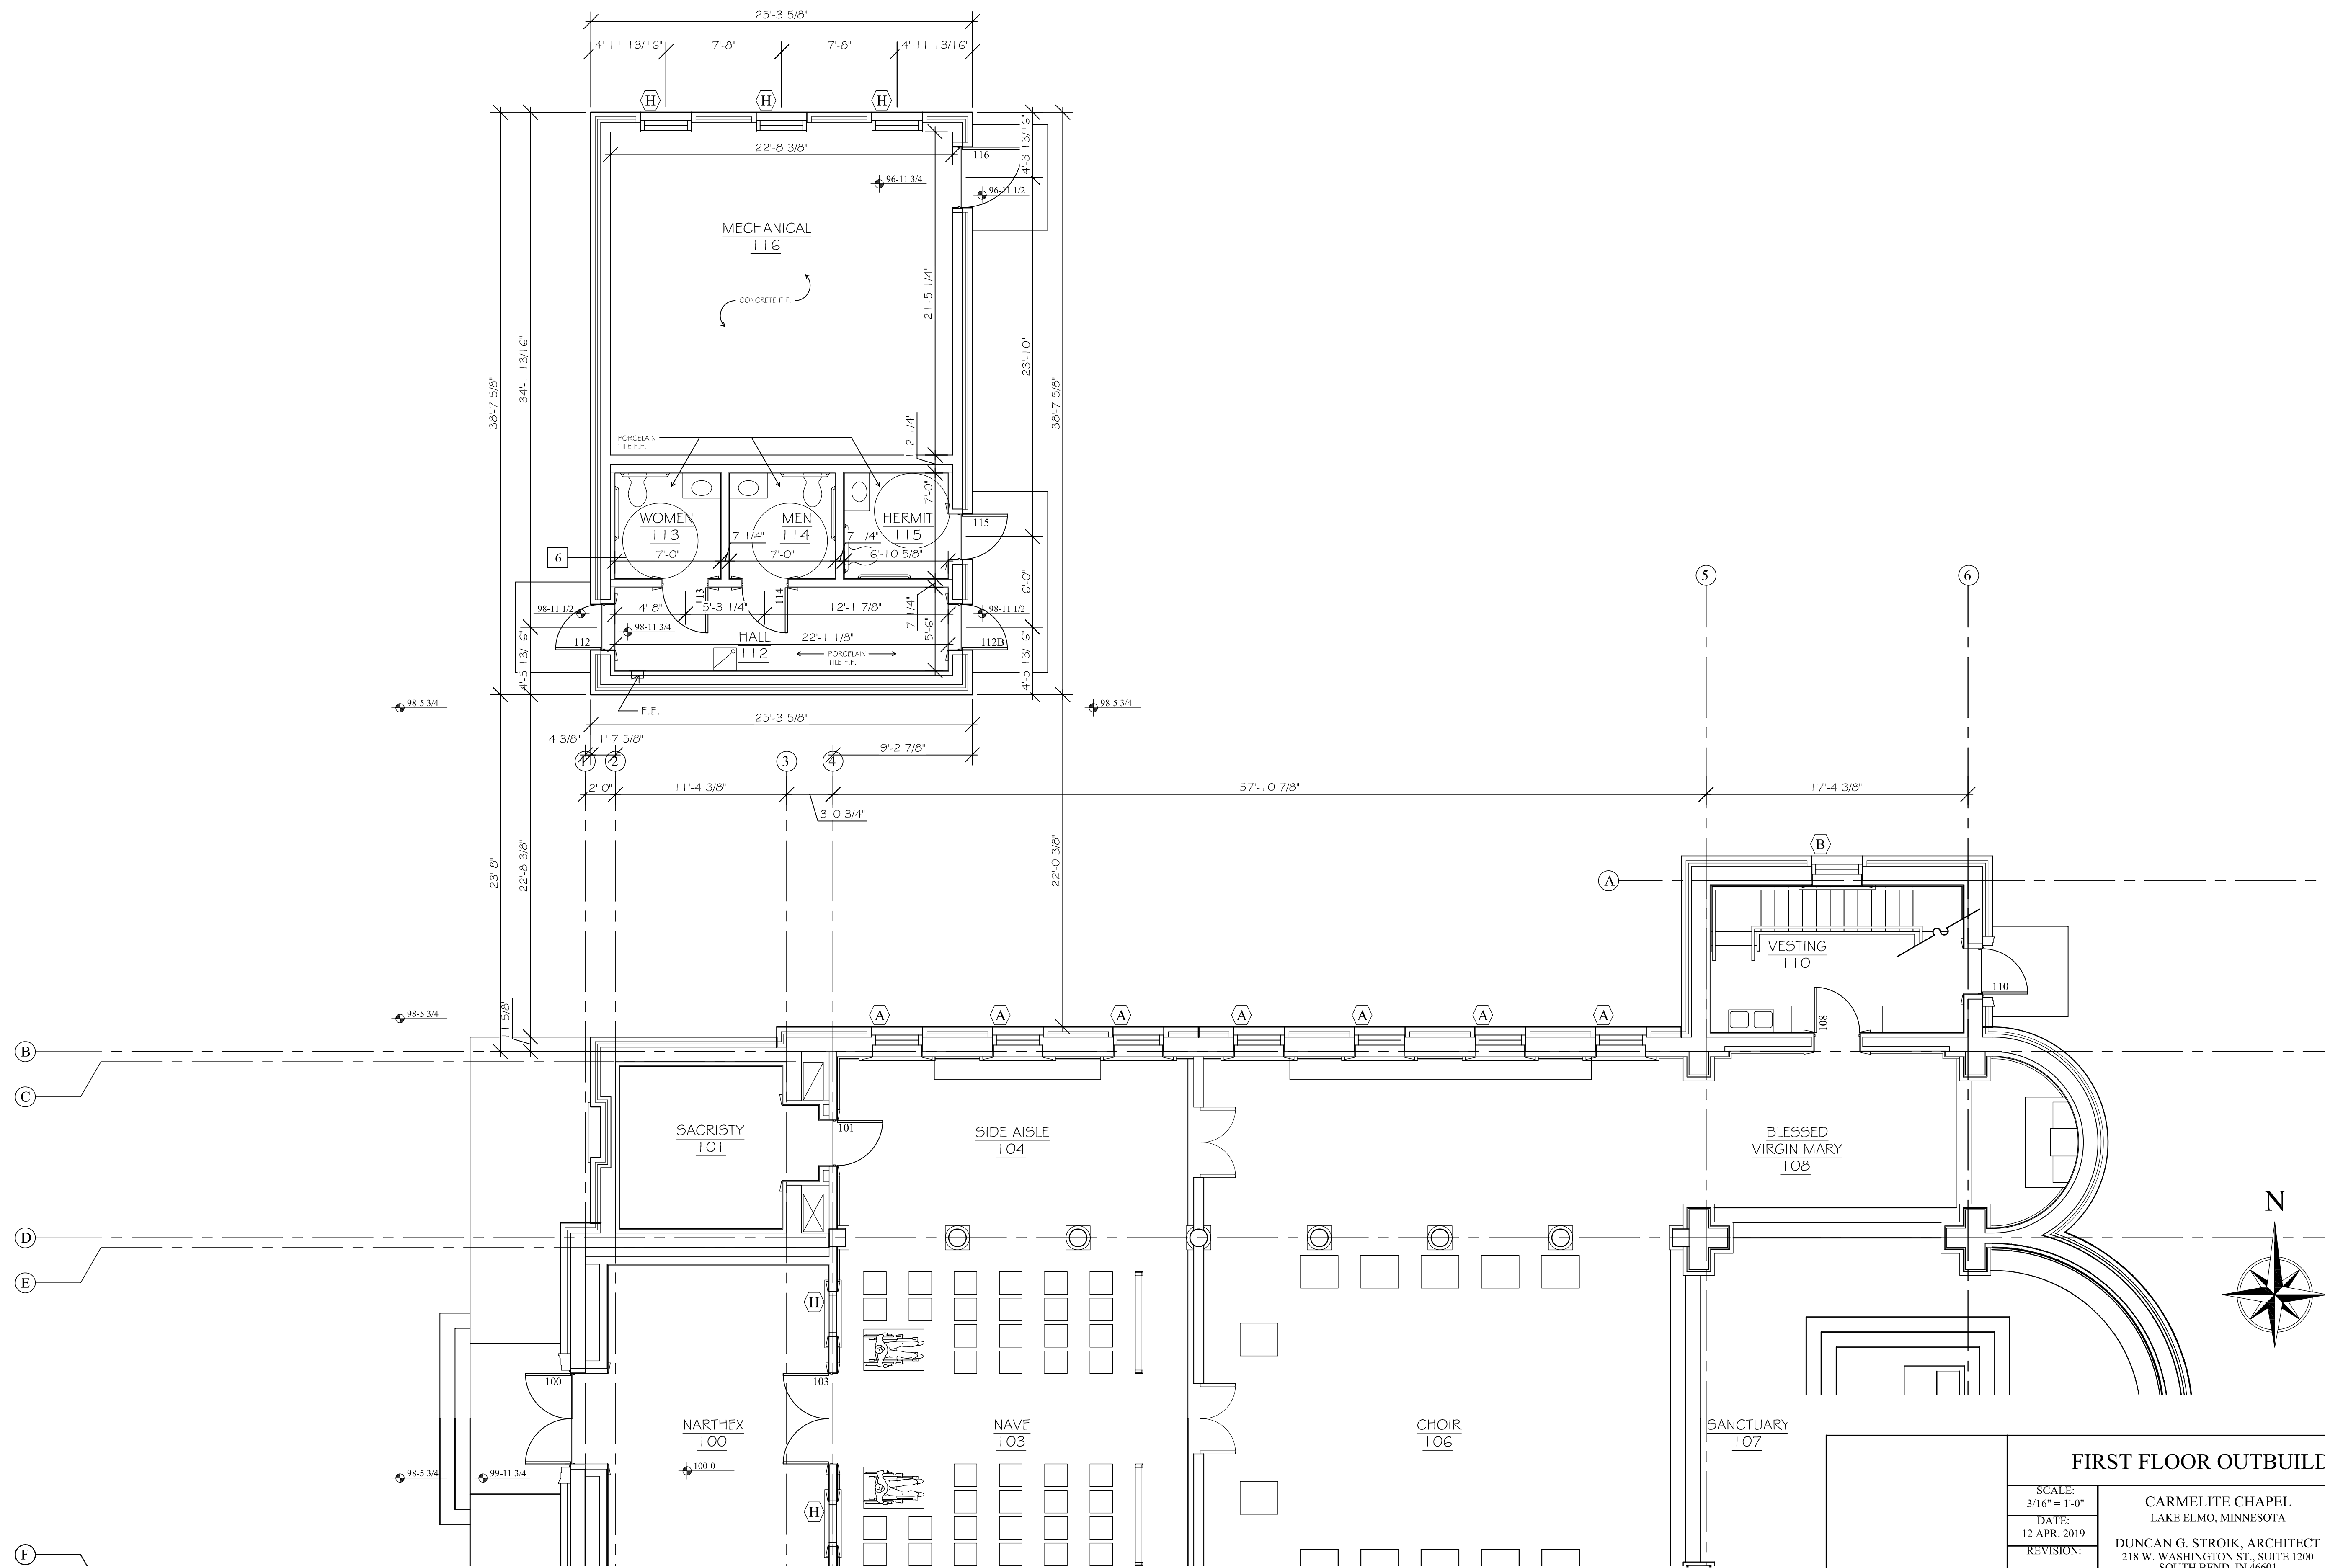 25'-3 5/8"
4'-11 13/16"
7'-8"
7'-8"
4'-11 13/16"
H
H
H
4'-3 13/16"
22'-8 3/8"
116
96-11 3/4
96-11 1/2
MECHANICAL
116
CONCRETE F.F.
21'-5 1/4"
34'-1 13/16"
38'-7 5/8"
23'-10"
38'-7 5/8"
1'-2 1/4"
PORCELAIN
TILE F.F.
7'-0"
WOMEN
113
MEN
114
HERMIT
115
115
7 1/4"
7 1/4"
6
7'-0"
7'-0"
6'-10 5/8"
6'-0"
5
6
113
114
7 1/4"
98-11 1/2
4'-8"
5'-3 1/4"
12'-1 7/8"
98-11 1/2
98-11 3/4
5'-6"
112
HALL
112
22'-1 1/8"
112B
PORCELAIN
TILE F.F.
4'-5 13/16"
4'-5 13/16"
98-5 3/4
F.E.
98-5 3/4
25'-3 5/8"
4 3/8"
1'-7 5/8"
9'-2 7/8"
1
2
3
4
2'-0"
11'-4 3/8"
57'-10 7/8"
17'-4 3/8"
3'-0 3/4"
23'-8"
22'-8 3/8"
22'-0 3/8"
B
A
VESTING
110
110
108
98-5 3/4
11 5/8"
A
A
A
A
A
A
A
B
C
SACRISTY
101
101
SIDE AISLE
104
BLESSED
VIRGIN MARY
108
N
D
E
H
100
103
NARTHEX
100
NAVE
103
CHOIR
106
SANCTUARY
107
98-5 3/4
99-11 3/4
100-0
H
F
FIRST FLOOR OUTBUILD
SCALE:
3/16" = 1'-0"
DATE:
12 APR. 2019
REVISION:
CARMELITE CHAPEL
LAKE ELMO, MINNESOTA
DUNCAN G. STROIK, ARCHITECT
218 W. WASHINGTON ST., SUITE 1200
SOUTH BEND, IN 46601